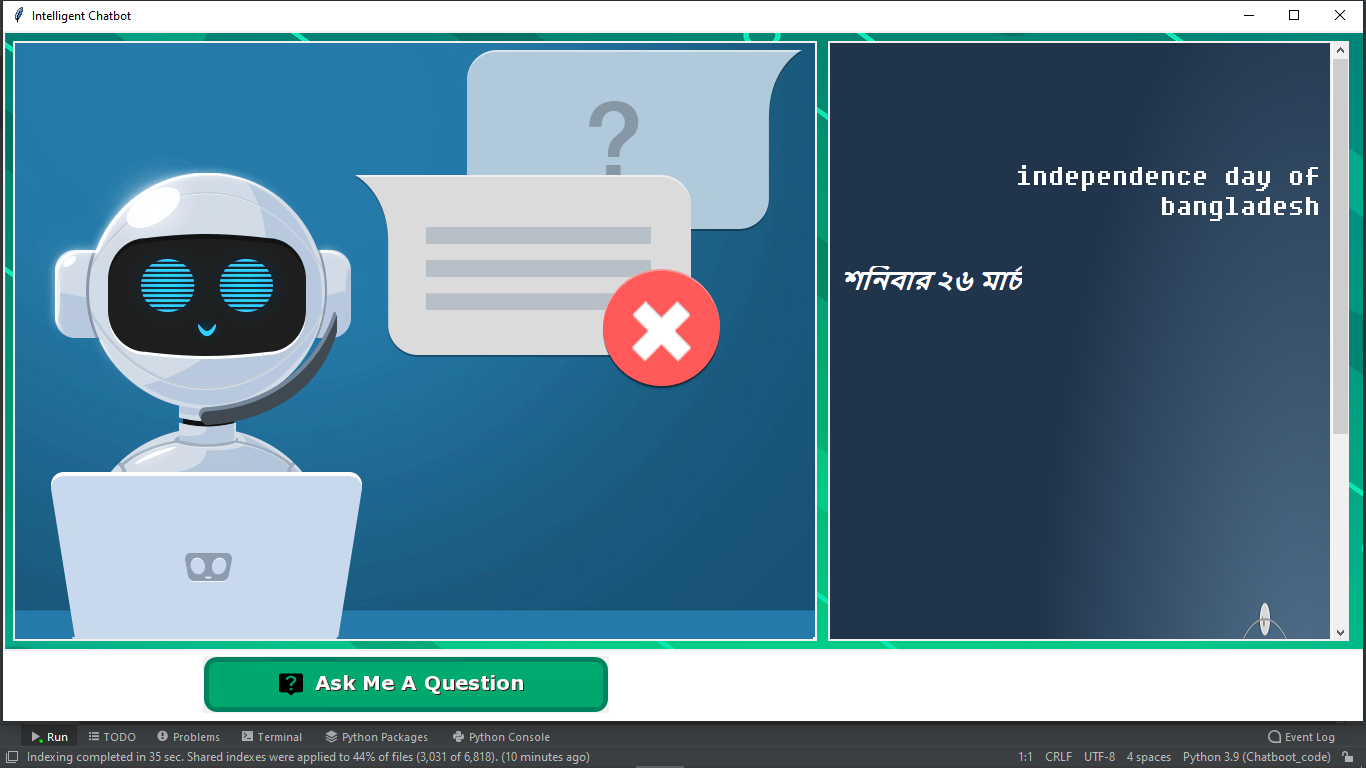 Intelligent Chatbot
?
independence day of
bangladesh
শনিবার ২৬ মার্চ
? Ask Me A Question
Run TODO Problems Terminal Python Packages Python Console Event Log
Indexing completed in 35 sec. Shared indexes were applied to 44% of files (3,031 of 6,818). (10 minutes ago) 1:1 CRLF UTF-8 4 spaces Python 3.9 (Chatboot_code)